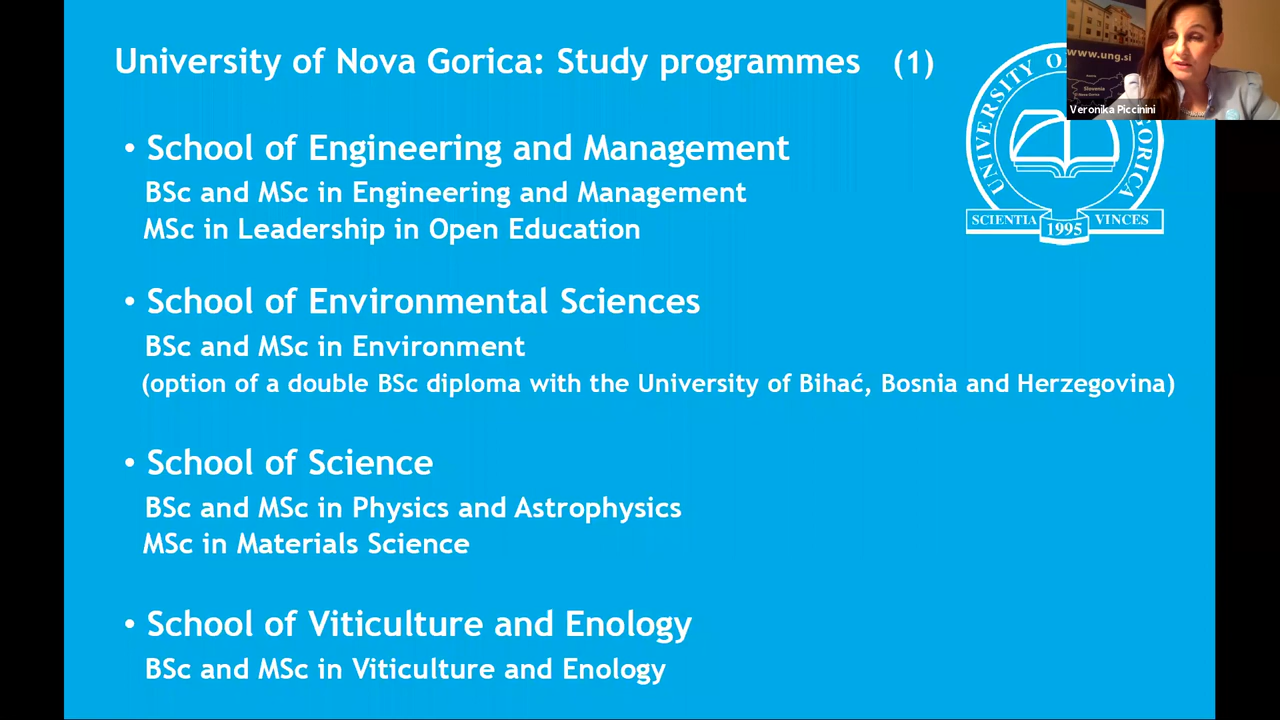 University of Nova Gorica: Study programmes (1)
• School of Engineering and Management
BSc and MSc in Engineering and Management
MSc in Leadership in Open Education
• School of Environmental Sciences
BSc and MSc in Environment
(option of a double BSc diploma with the University of Bihać, Bosnia and Herzegovina)
• School of Science
BSc and MSc in Physics and Astrophysics
MSc in Materials Science
• School of Viticulture and Enology
BSc and MSc in Viticulture and Enology
UNIVERSITY O
GORICA
SCIENTIA VINCES
1995
www.ung.si
Slovenia
Veronika Piccinini